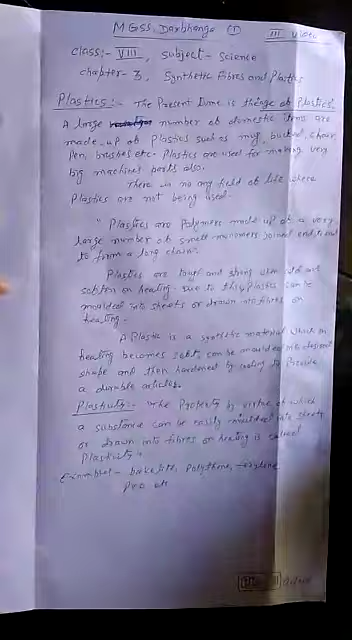 MGSS, Darbhanga (1) III Video
Class:- VIII, Subject - Science
Chapter - 3, Synthetic Fibres and Plastics
Plastics :- The Present time is the age of Plastics.
A large number of domestic items are
made up of Plastics such as mug, bucket, chair,
Pen, brushes etc. Plastics are used for making very
big machines parts also.
There is no any field of life where
Plastics are not being used.
"Plastics are Polymers made up of a very
large number of small monomers joined end to end
to form a long chain."
Plastics are tough and strong
soften on heating. Due to this Plastics can be
moulded into sheets or drawn into fibres on
heating.
A Plastic is a synthetic material which on
heating becomes soft, can be moulded into desired
shape and then hardened by cooling to Provide
a durable articles.
Plasticity:- "The Property by virtue of which
a substance can be easily moulded into sheets
or drawn into fibres on heating is called
Plasticity".
Examples - bakelite, Polythene, terylene
PVC etc